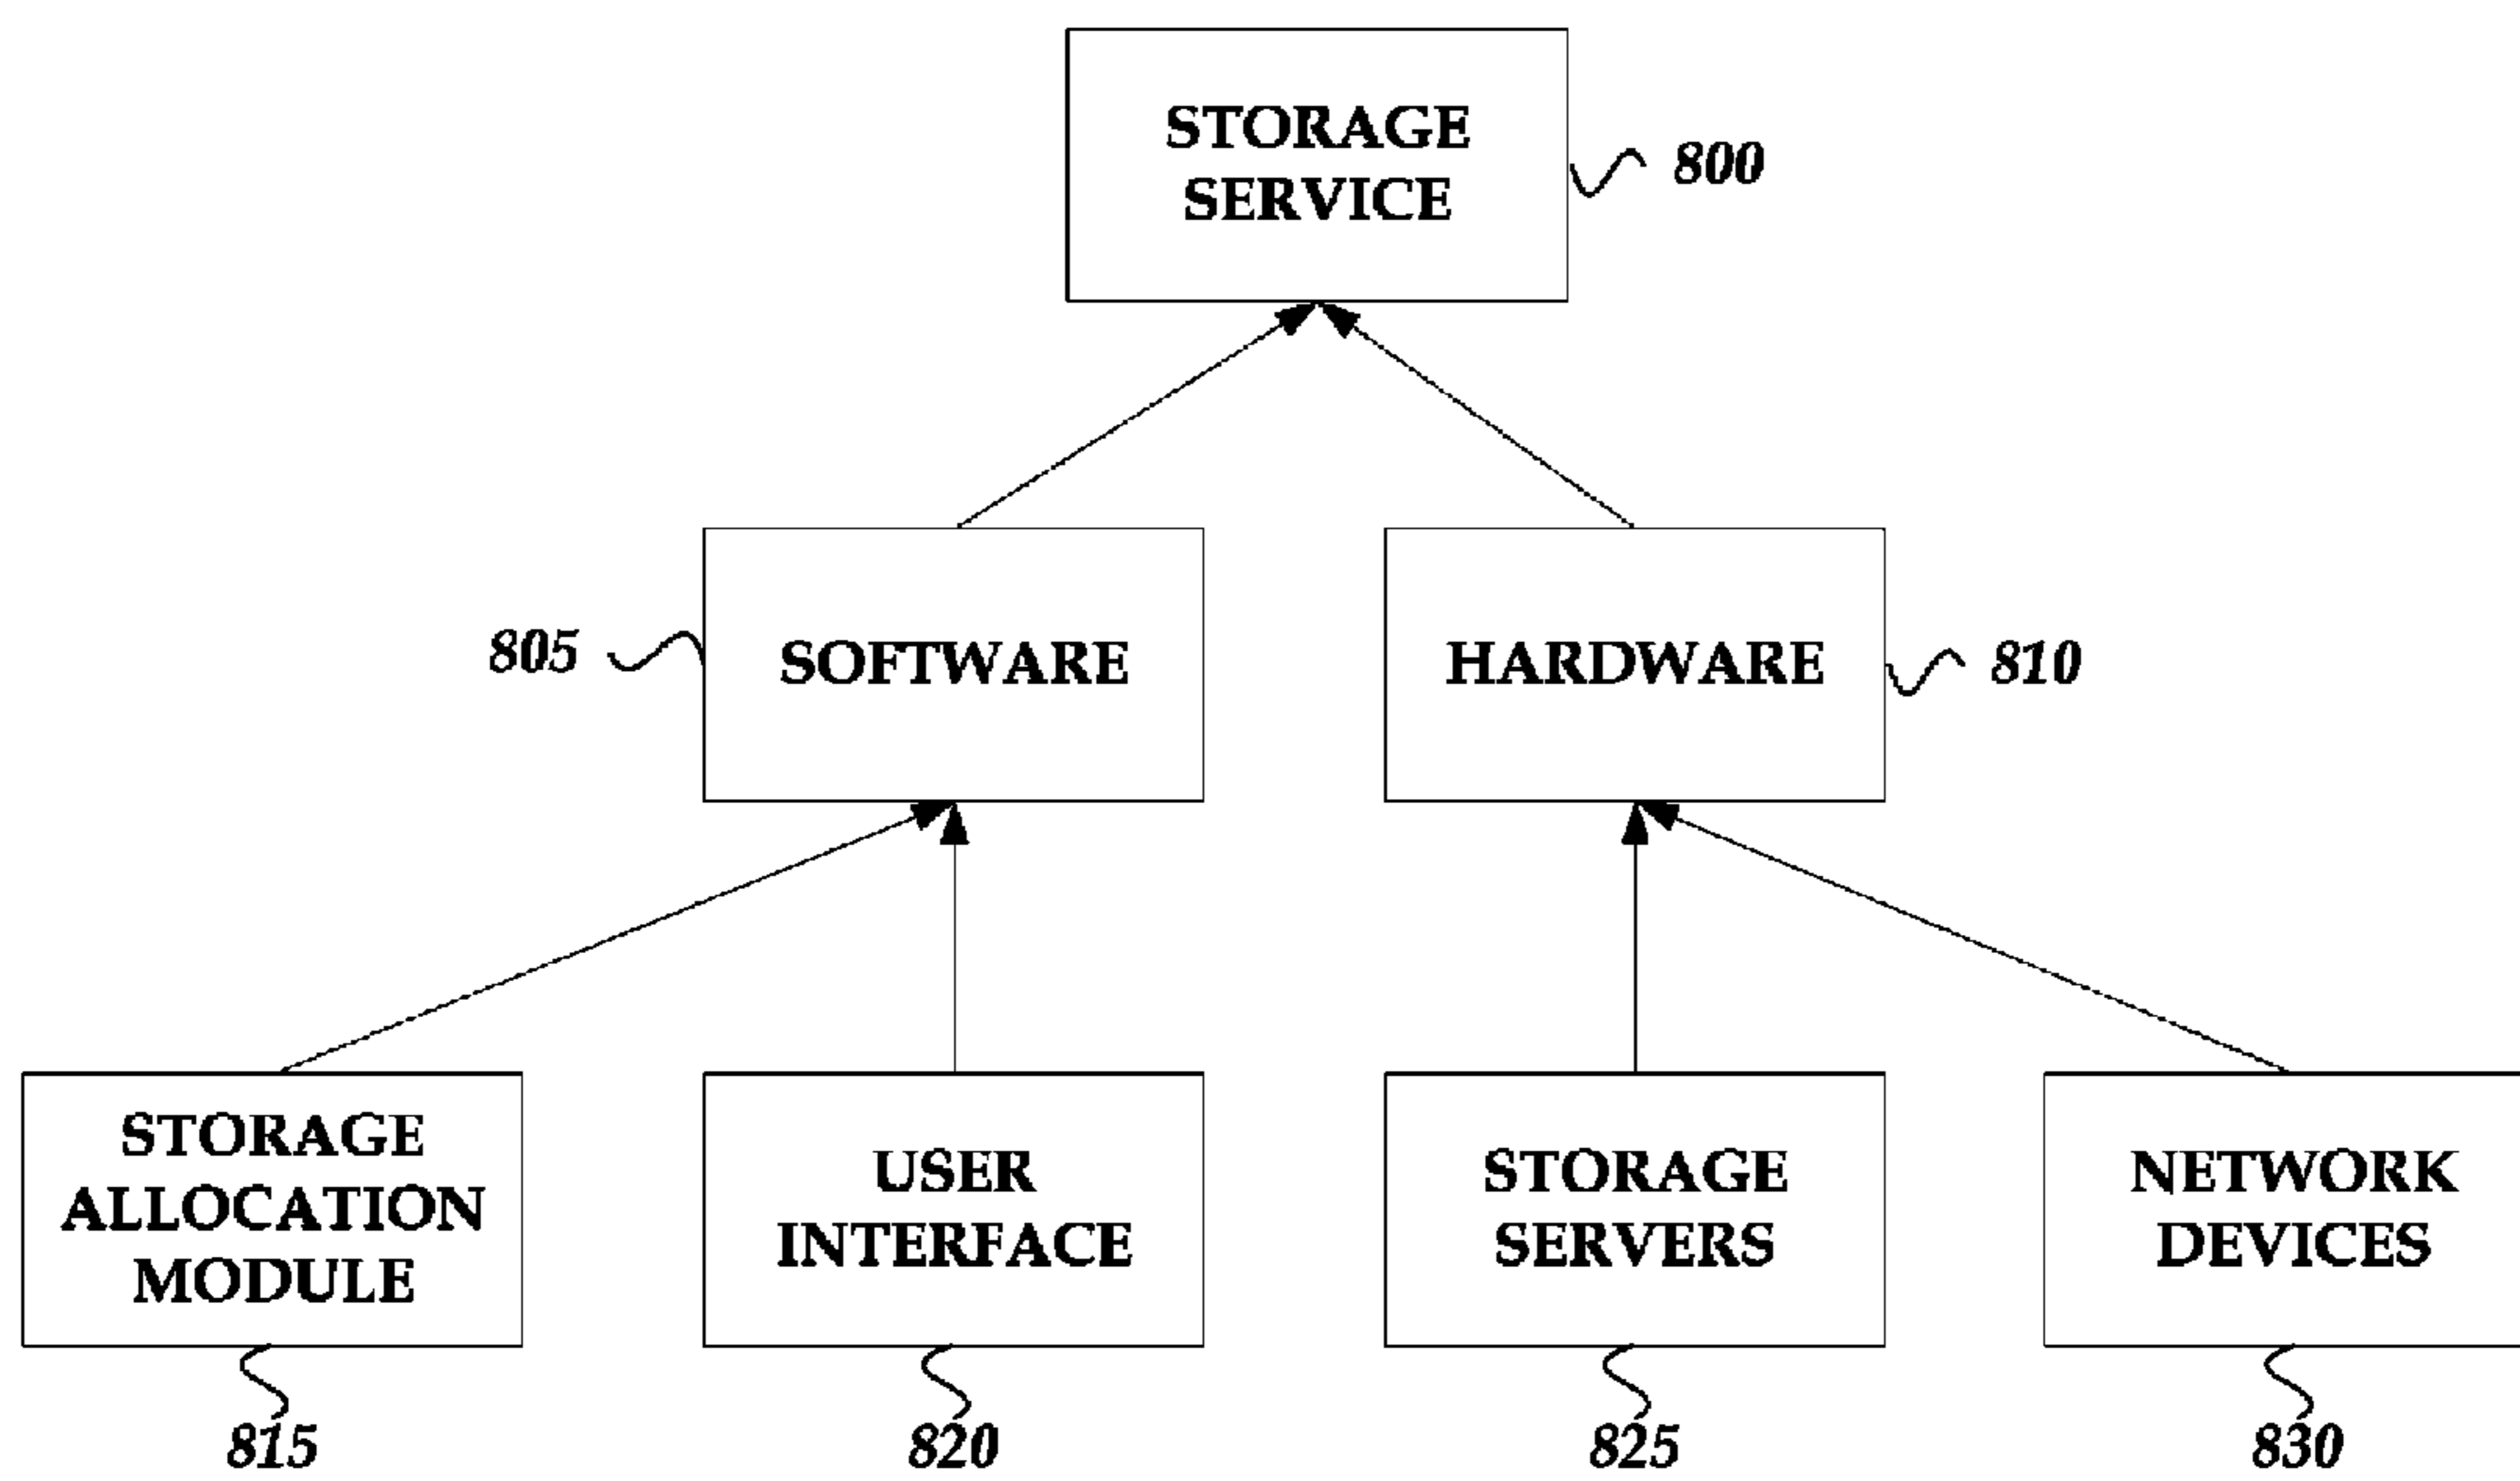 STORAGE
SERVICE
800
805
SOFTWARE
HARDWARE
810
STORAGE
ALLOCATION
MODULE
USER
INTERFACE
STORAGE
SERVERS
NETWORK
DEVICES
815
820
825
830